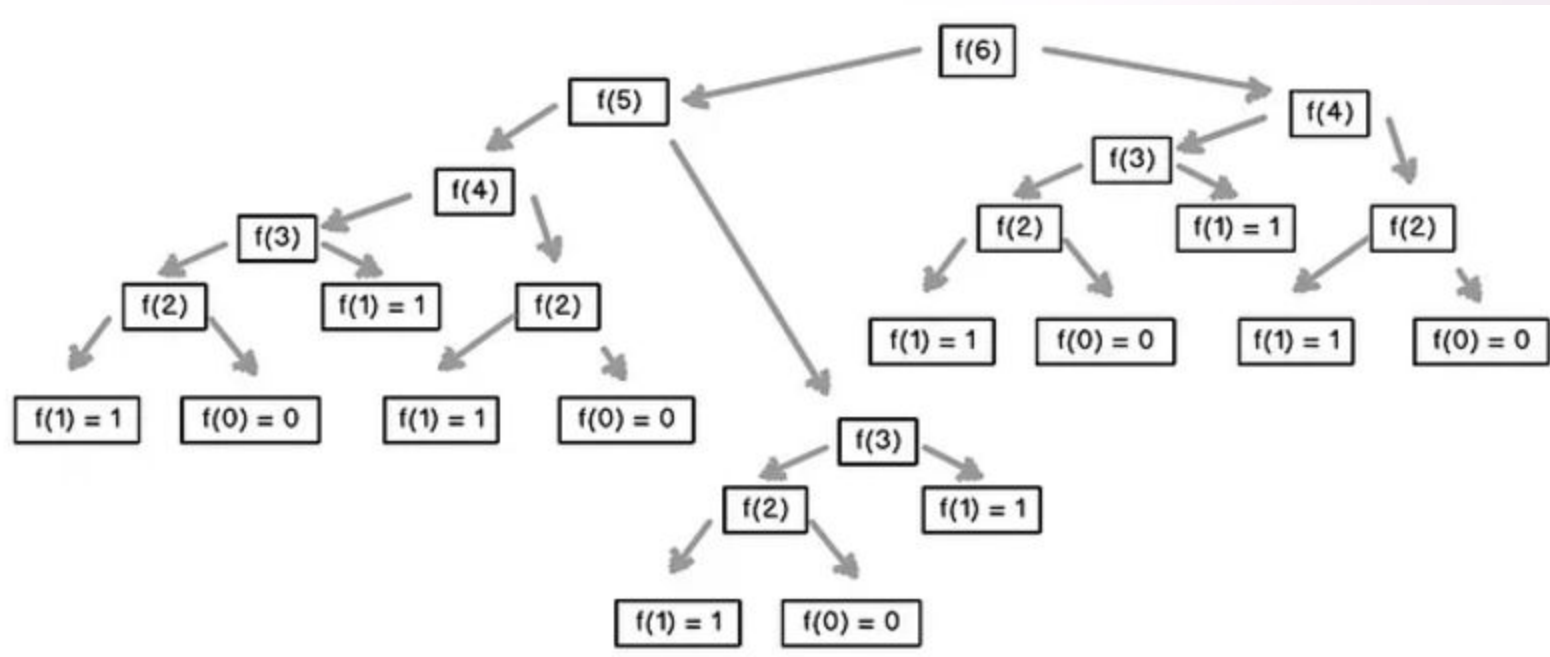 f(6)
f(5)
f(4)
f(3)
f(4)
f(3)
f(2)
f(1) = 1
f(2)
f(2)
f(1) = 1
f(2)
f(1) = 1
f(0) = 0
f(1) = 1
f(0) = 0
f(1) = 1
f(0) = 0
f(1) = 1
f(0) = 0
f(3)
f(2)
f(1) = 1
f(1) = 1
f(0) = 0